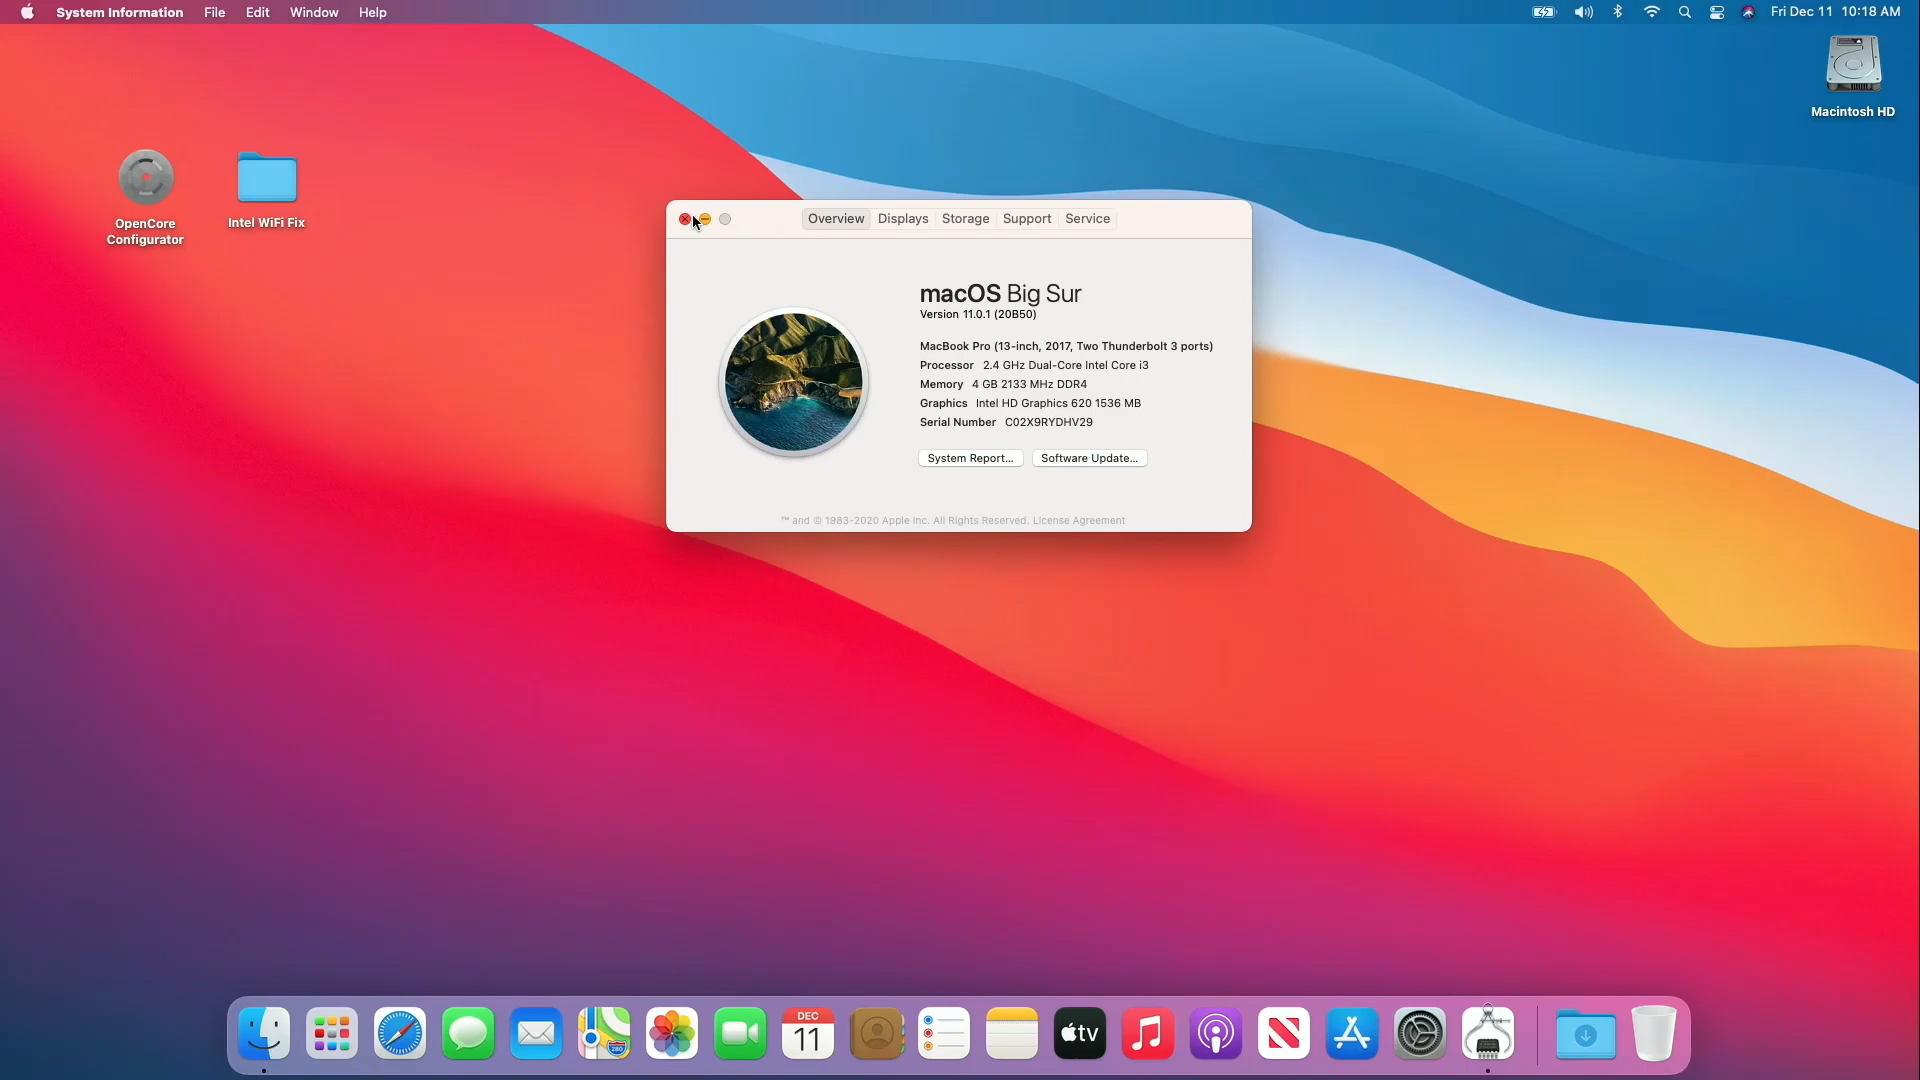 System Information File Edit Window Help
Fri Dec 11 10:18 AM
Macintosh HD
OpenCore
Configurator
Intel WiFi Fix
Overview Displays Storage Support Service
macOS Big Sur
Version 11.0.1 (20B50)
MacBook Pro (13-inch, 2017, Two Thunderbolt 3 ports)
Processor 2.4 GHz Dual-Core Intel Core i3
Memory 4 GB 2133 MHz DDR4
Graphics Intel HD Graphics 620 1536 MB
Serial Number C02X9RYDHV29
System Report...
Software Update...
™ and © 1983-2020 Apple Inc. All Rights Reserved. License Agreement
280
DEC
11
tv